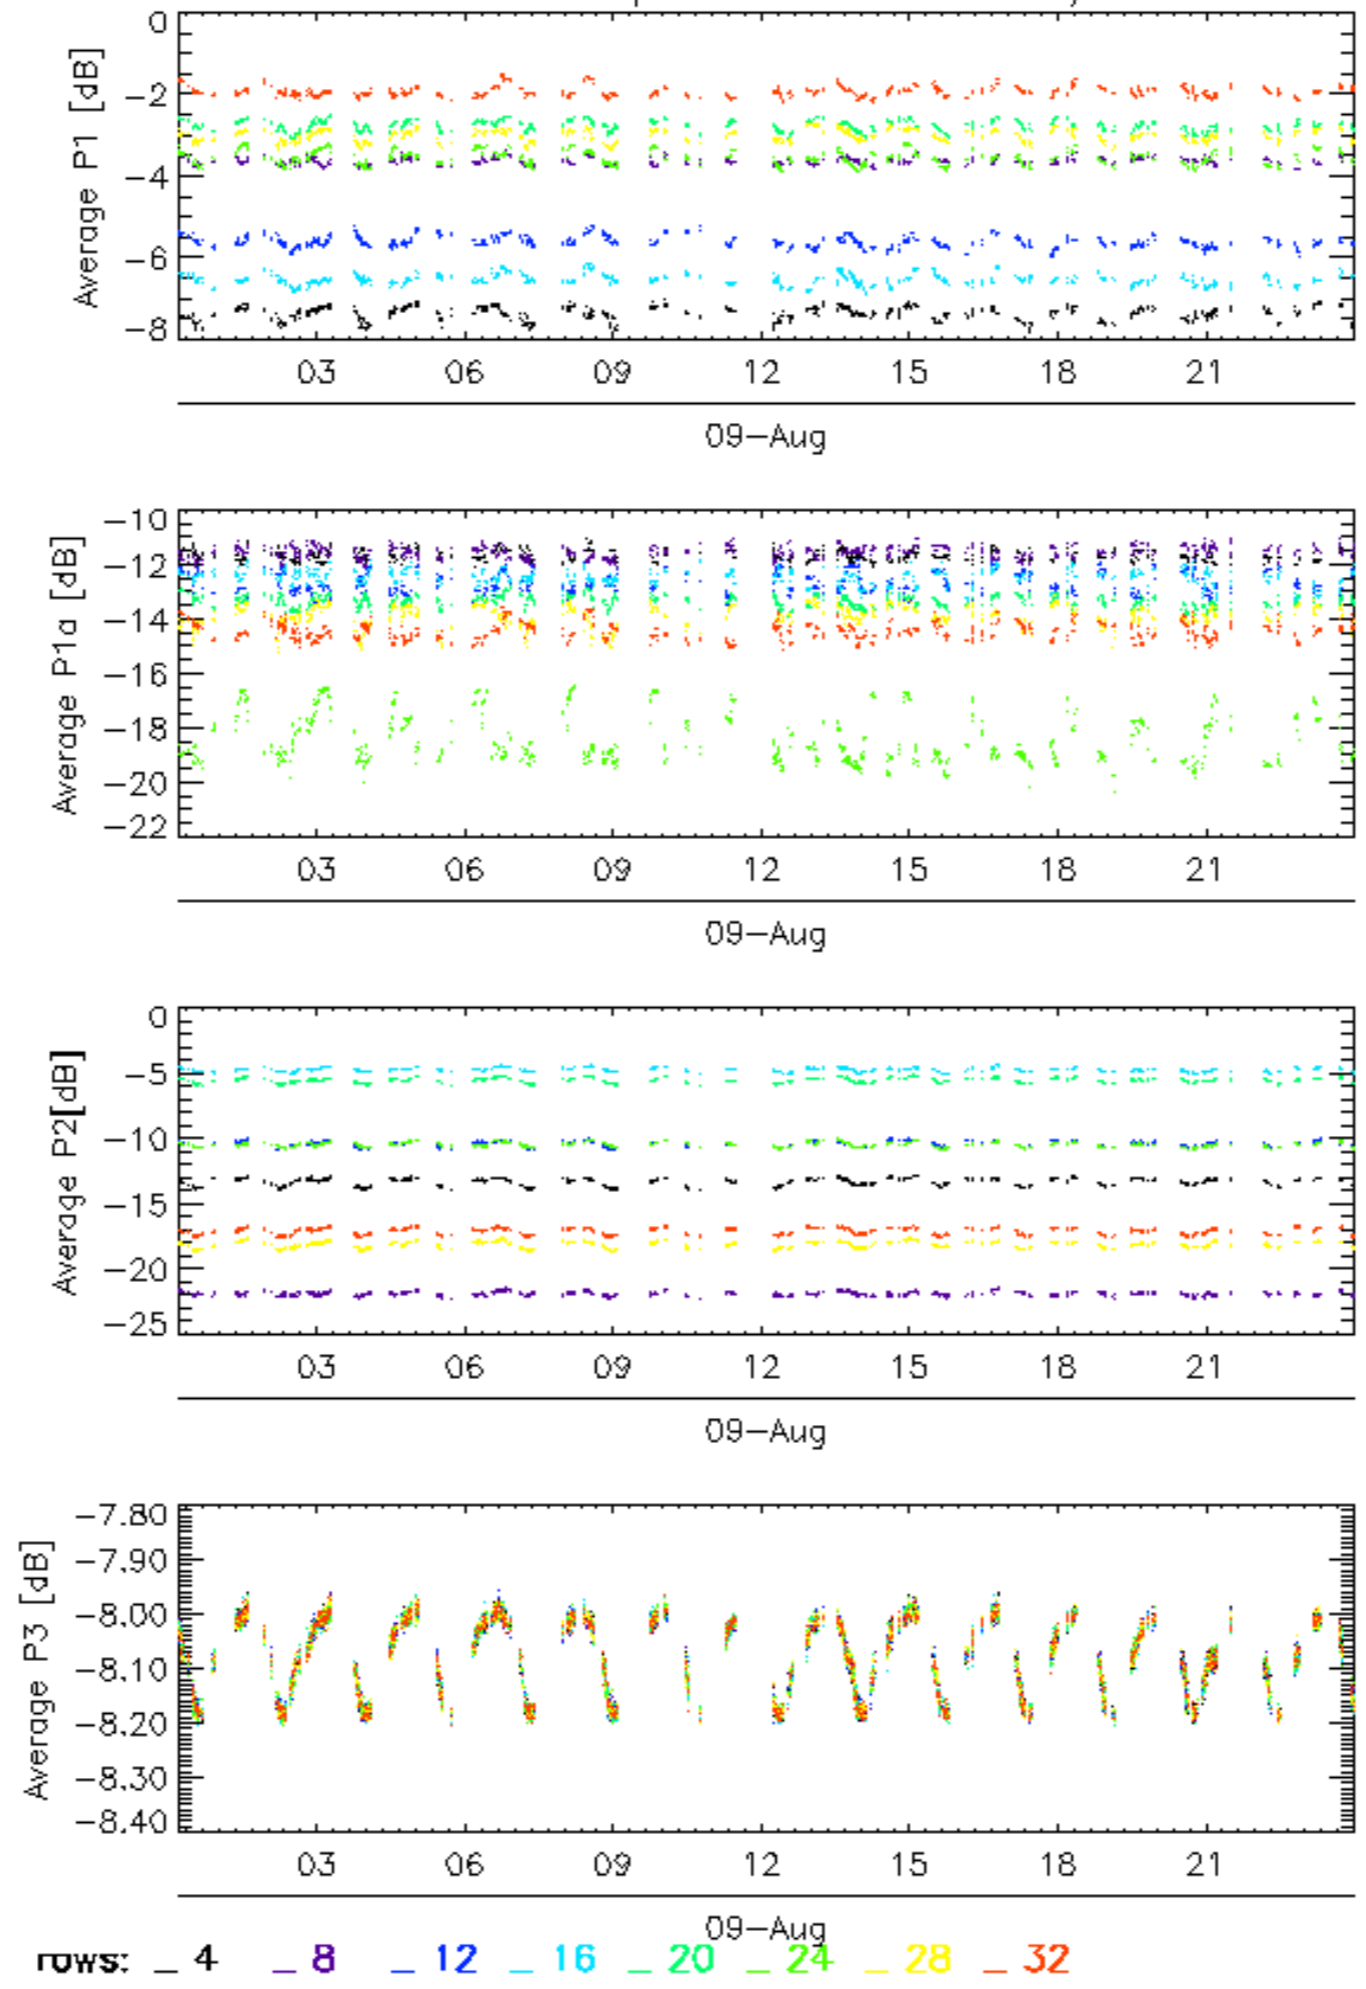 Average P1 [dB]
0
−2
−4
−6
−8
03 06 09 12 15 18 21
09−Aug
Average P1a [dB]
−10
−12
−14
−16
−18
−20
−22
03 06 09 12 15 18 21
09−Aug
Average P2[dB]
0
−5
−10
−15
−20
−25
03 06 09 12 15 18 21
09−Aug
Average P3 [dB]
−7.80
−7.90
−8.00
−8.10
−8.20
−8.30
−8.40
03 06 09 12 15 18 21
09−Aug
rows: _ 4 _ 8 _ 12 _ 16 _ 20 _ 24 _ 28 _ 32